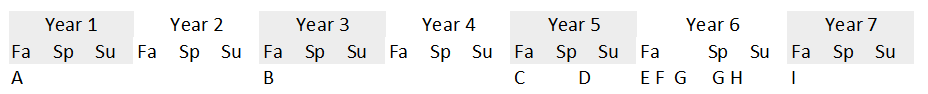 Year 1 Year 2 Year 3 Year 4 Year 5 Year 6 Year 7
Fa Sp Su Fa Sp Su Fa Sp Su Fa Sp Su Fa Sp Su Fa Sp Su Fa Sp Su
A B C D E F G G H I